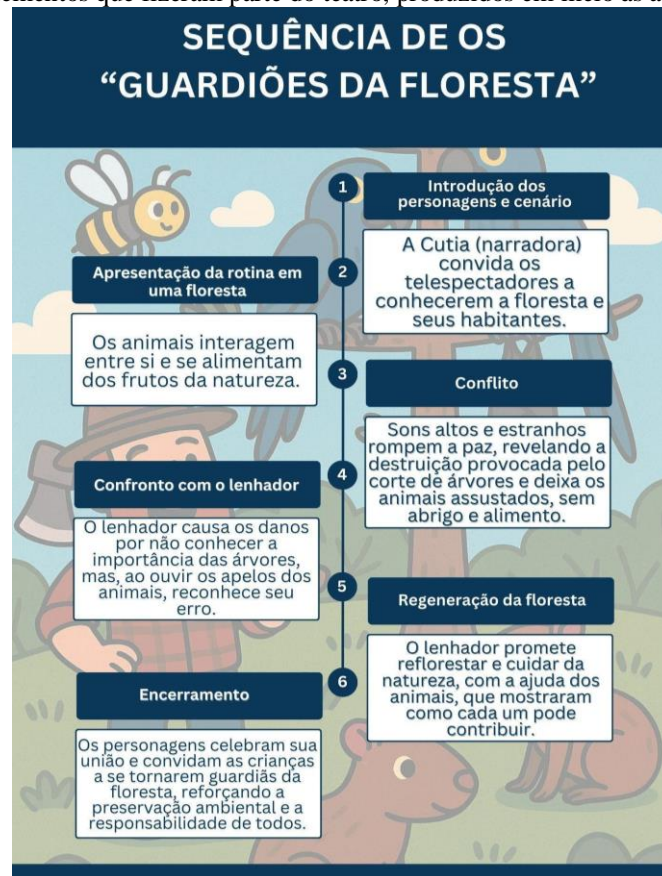 SEQUÊNCIA DE OS
“GUARDIÕES DA FLORESTA”
1
Introdução dos
personagens e cenário
A Cutia (narradora)
convida os
telespectadores a
conhecerem a floresta e
seus habitantes.
2
Apresentação da rotina em
uma floresta
Os animais interagem
entre si e se alimentam
dos frutos da natureza.
3
Conflito
Sons altos e estranhos
rompem a paz, revelando a
destruição provocada pelo
corte de árvores e deixa os
animais assustados, sem
abrigo e alimento.
4
Confronto com o lenhador
O lenhador causa os danos
por não conhecer a
importância das árvores,
mas, ao ouvir os apelos dos
animais, reconhece seu
erro.
5
Regeneração da floresta
O lenhador promete
reflorestar e cuidar da
natureza, com a ajuda dos
animais, que mostraram
como cada um pode
contribuir.
6
Encerramento
Os personagens celebram sua
união e convidam as crianças
a se tornarem guardiãs da
floresta, reforçando a
preservação ambiental e a
responsabilidade de todos.